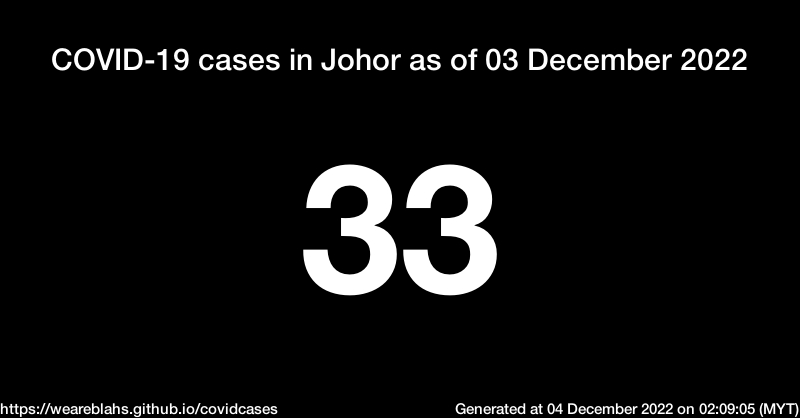 COVID-19 cases in Johor as of 03 December 2022
33
https://weareblahs.github.io/covidcases
Generated at 04 December 2022 on 02:09:05 (MYT)